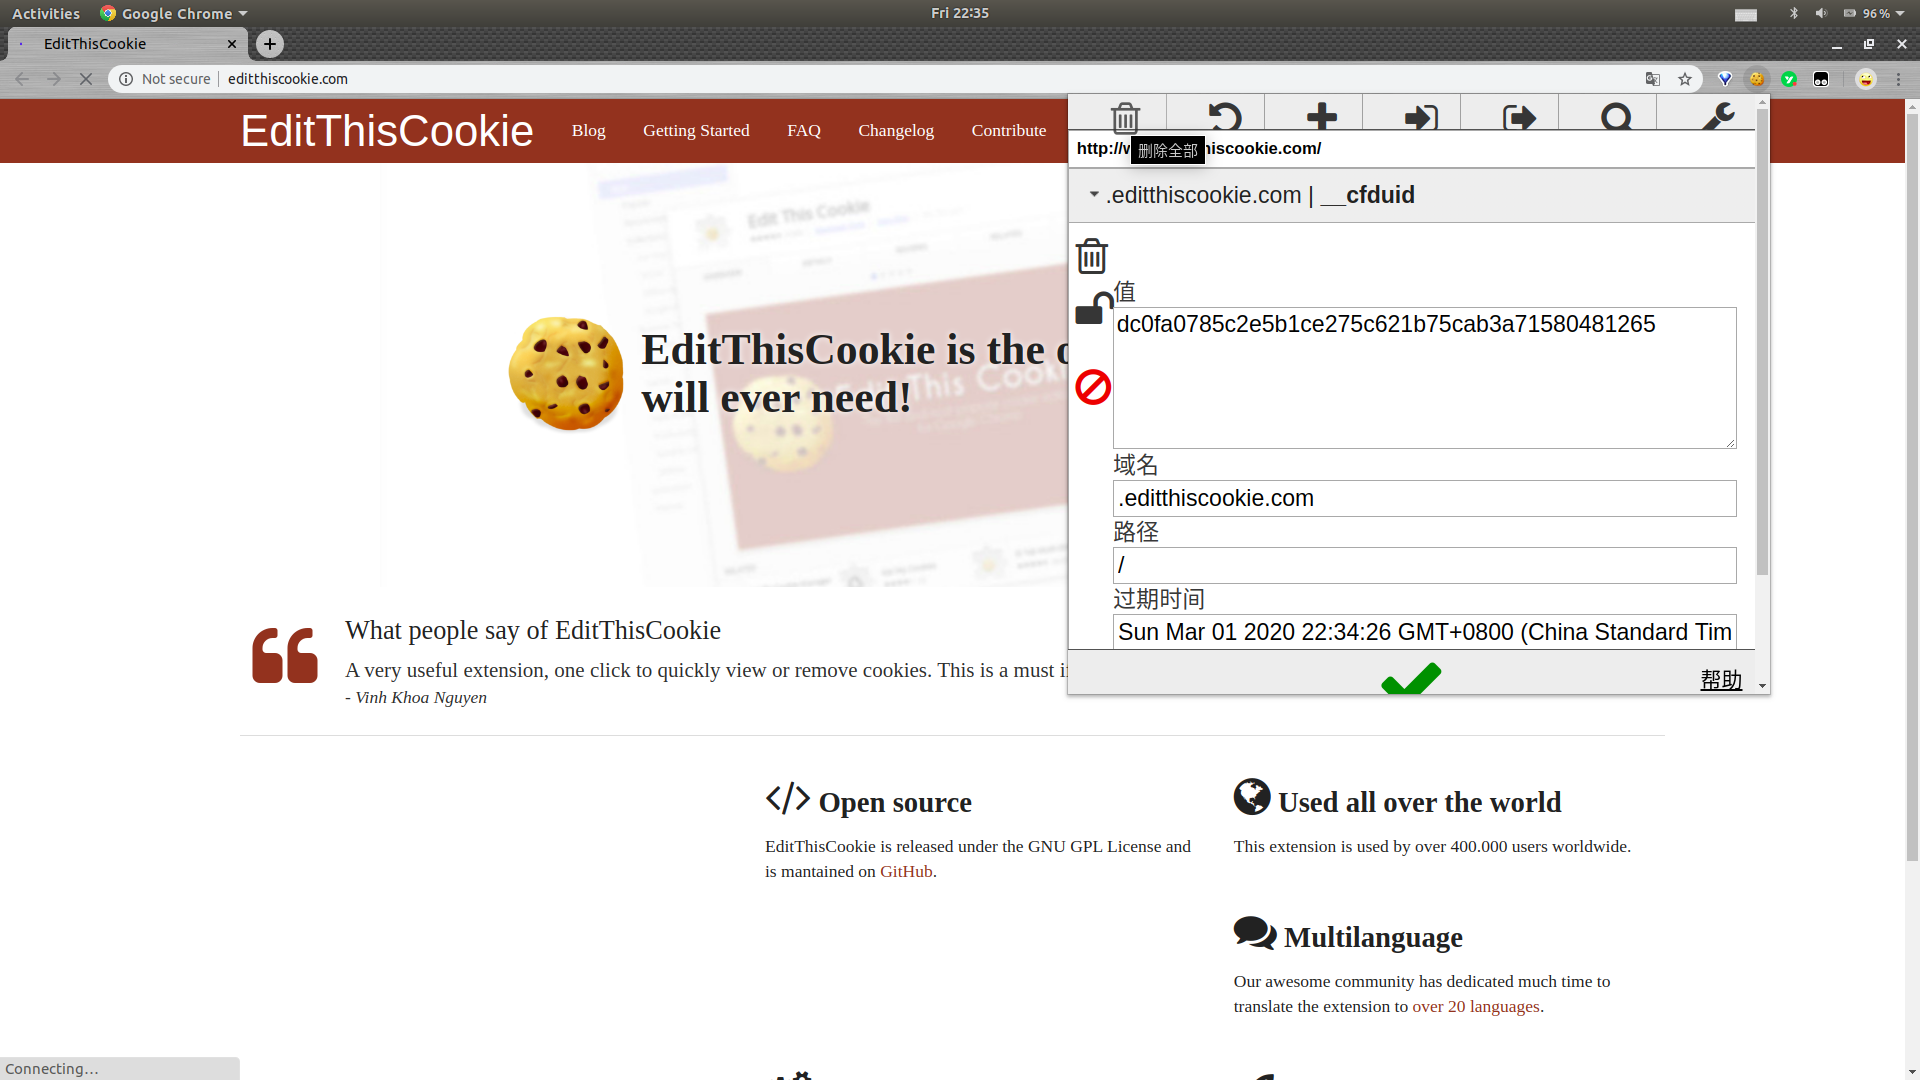 Activities
Google Chrome
Fri 22:35
96 %
EditThisCookie
Not secure
editthiscookie.com
EditThisCookie
Blog
Getting Started
FAQ
Changelog
Contribute
http://w
hiscookie.com/
删除全部
.editthiscookie.com | __cfduid
值
dc0fa0785c2e5b1ce275c621b75cab3a71580481265
域名
.editthiscookie.com
路径
/
过期时间
Sun Mar 01 2020 22:34:26 GMT+0800 (China Standard Tim
帮助
Edit This Cookie
EditThisCookie is the
will ever need!
What people say of EditThisCookie
A very useful extension, one click to quickly view or remove cookies. This is a must
- Vinh Khoa Nguyen
Open source
EditThisCookie is released under the GNU GPL License and
is mantained on GitHub.
Used all over the world
This extension is used by over 400.000 users worldwide.
Multilanguage
Our awesome community has dedicated much time to
translate the extension to over 20 languages.
Connecting...